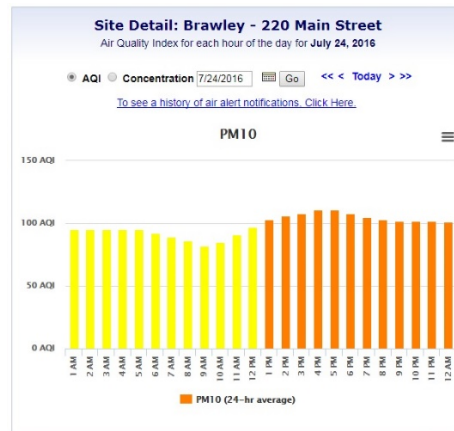 Site Detail: Brawley - 220 Main Street
Air Quality Index for each hour of the day for July 24, 2016
AQI Concentration 7/24/2016 Go << < Today > >>
To see a history of air alert notifications. Click Here.
PM10
150 AQI
100 AQI
50 AQI
0 AQI
1 AM 2 AM 3 AM 4 AM 5 AM 6 AM 7 AM 8 AM 9 AM 10 AM 11 AM 12 PM 1 PM 2 PM 3 PM 4 PM 5 PM 6 PM 7 PM 8 PM 9 PM 10 PM 11 PM 12 AM
PM10 (24-hr average)